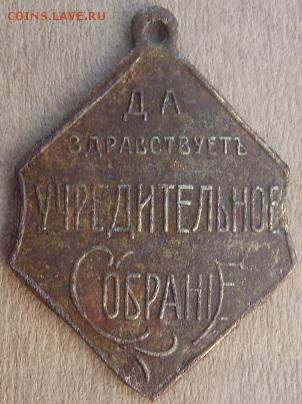 COINS.LAVE.RU
ДА
ЗДРАВСТВУЕТЪ
УЧРЕДИТЕЛЬНОЕ
СОБРАНIЕ